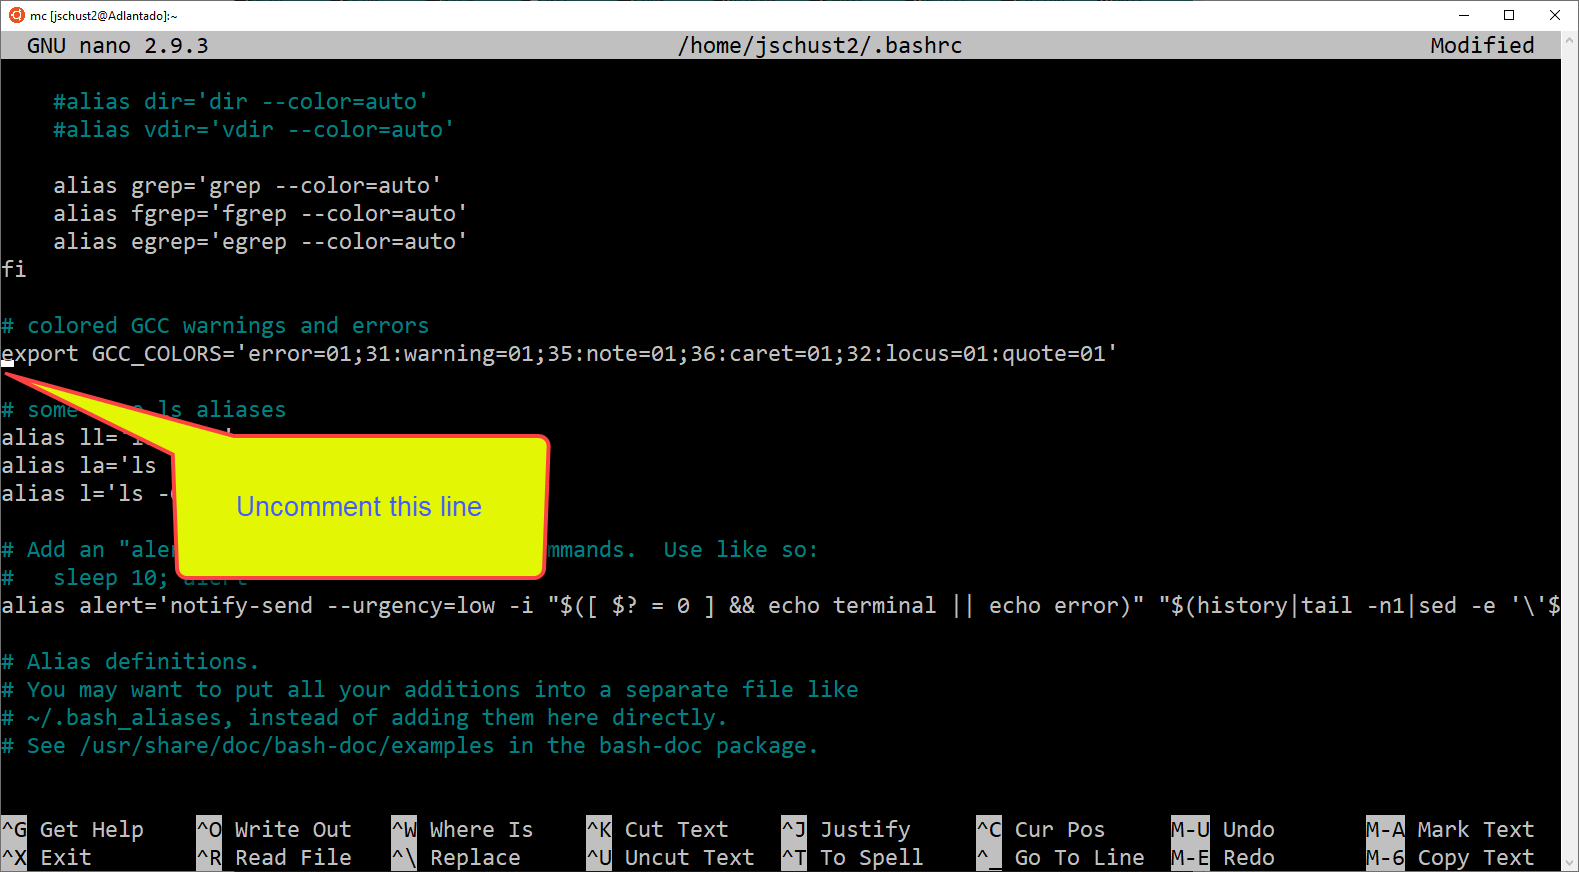 mc [jschust2@Adlantado]:~
GNU nano 2.9.3 /home/jschust2/.bashrc Modified
#alias dir='dir --color=auto'
#alias vdir='vdir --color=auto'
alias grep='grep --color=auto'
alias fgrep='fgrep --color=auto'
alias egrep='egrep --color=auto'
fi
# colored GCC warnings and errors
export GCC_COLORS='error=01;31:warning=01;35:note=01;36:caret=01;32:locus=01:quote=01'
# some ls aliases
alias ll='
alias la='ls
alias l='ls -
Uncomment this line
# Add an "aler mmands.  Use like so:
#   sleep 10; alert
alias alert='notify-send --urgency=low -i "$([ $? = 0 ] && echo terminal || echo error)" "$(history|tail -n1|sed -e '\'$
# Alias definitions.
# You may want to put all your additions into a separate file like
# ~/.bash_aliases, instead of adding them here directly.
# See /usr/share/doc/bash-doc/examples in the bash-doc package.
^G Get Help ^O Write Out ^W Where Is ^K Cut Text ^J Justify ^C Cur Pos M-U Undo M-A Mark Text
^X Exit ^R Read File ^\ Replace ^U Uncut Text ^T To Spell ^_ Go To Line M-E Redo M-6 Copy Text